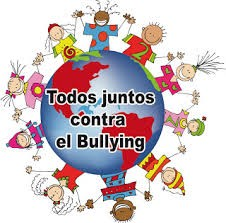 Todos juntos
contra
el Bullying